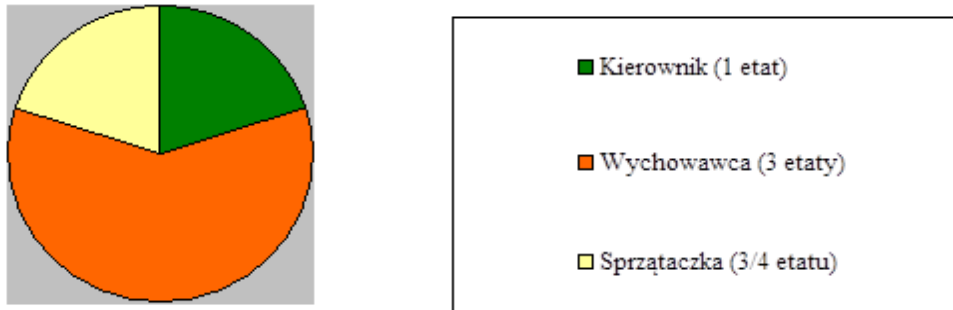 Kierownik (1 etat)
Wychowawca (3 etaty)
Sprzątaczka (3/4 etatu)